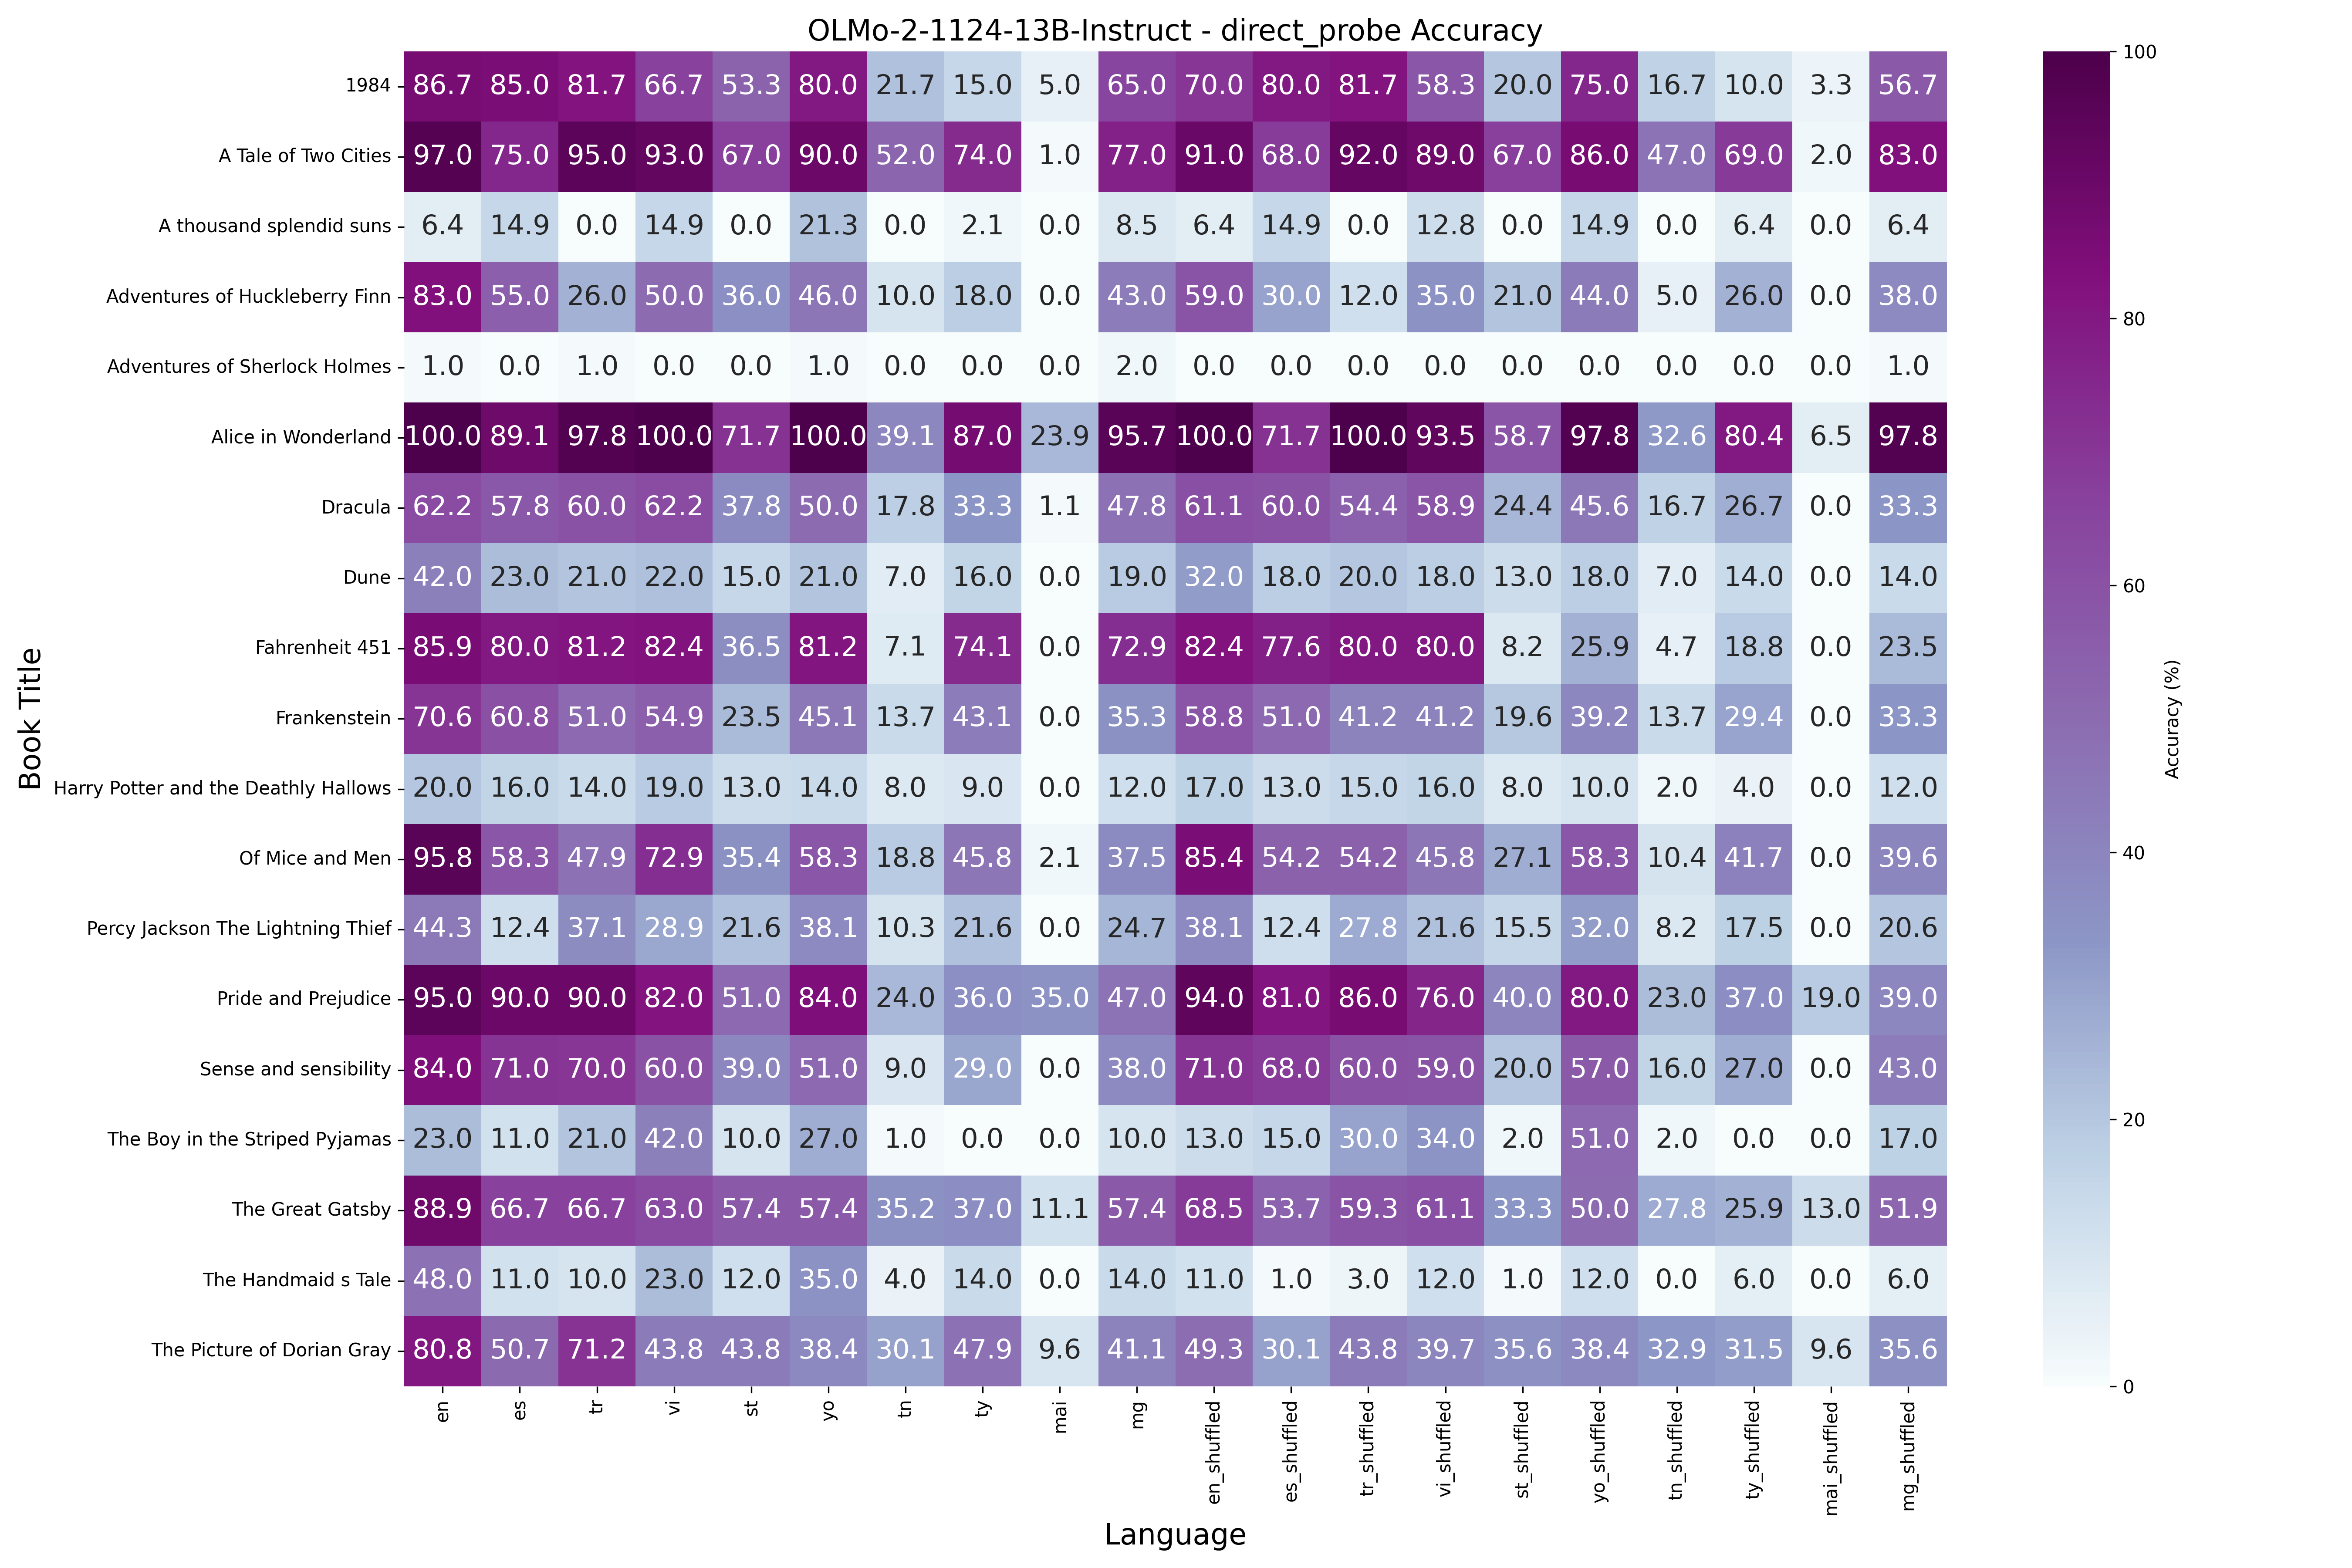 OLMo-2-1124-13B-Instruct - direct_probe Accuracy
1984 86.7 85.0 81.7 66.7 53.3 80.0 21.7 15.0 5.0 65.0 70.0 80.0 81.7 58.3 20.0 75.0 16.7 10.0 3.3 56.7
A Tale of Two Cities 97.0 75.0 95.0 93.0 67.0 90.0 52.0 74.0 1.0 77.0 91.0 68.0 92.0 89.0 67.0 86.0 47.0 69.0 2.0 83.0
A thousand splendid suns 6.4 14.9 0.0 14.9 0.0 21.3 0.0 2.1 0.0 8.5 6.4 14.9 0.0 12.8 0.0 14.9 0.0 6.4 0.0 6.4
Adventures of Huckleberry Finn 83.0 55.0 26.0 50.0 36.0 46.0 10.0 18.0 0.0 43.0 59.0 30.0 12.0 35.0 21.0 44.0 5.0 26.0 0.0 38.0
Adventures of Sherlock Holmes 1.0 0.0 1.0 0.0 0.0 1.0 0.0 0.0 0.0 2.0 0.0 0.0 0.0 0.0 0.0 0.0 0.0 0.0 0.0 1.0
Alice in Wonderland 100.0 89.1 97.8 100.0 71.7 100.0 39.1 87.0 23.9 95.7 100.0 71.7 100.0 93.5 58.7 97.8 32.6 80.4 6.5 97.8
Dracula 62.2 57.8 60.0 62.2 37.8 50.0 17.8 33.3 1.1 47.8 61.1 60.0 54.4 58.9 24.4 45.6 16.7 26.7 0.0 33.3
Dune 42.0 23.0 21.0 22.0 15.0 21.0 7.0 16.0 0.0 19.0 32.0 18.0 20.0 18.0 13.0 18.0 7.0 14.0 0.0 14.0
Fahrenheit 451 85.9 80.0 81.2 82.4 36.5 81.2 7.1 74.1 0.0 72.9 82.4 77.6 80.0 80.0 8.2 25.9 4.7 18.8 0.0 23.5
Frankenstein 70.6 60.8 51.0 54.9 23.5 45.1 13.7 43.1 0.0 35.3 58.8 51.0 41.2 41.2 19.6 39.2 13.7 29.4 0.0 33.3
Harry Potter and the Deathly Hallows 20.0 16.0 14.0 19.0 13.0 14.0 8.0 9.0 0.0 12.0 17.0 13.0 15.0 16.0 8.0 10.0 2.0 4.0 0.0 12.0
Of Mice and Men 95.8 58.3 47.9 72.9 35.4 58.3 18.8 45.8 2.1 37.5 85.4 54.2 54.2 45.8 27.1 58.3 10.4 41.7 0.0 39.6
Percy Jackson The Lightning Thief 44.3 12.4 37.1 28.9 21.6 38.1 10.3 21.6 0.0 24.7 38.1 12.4 27.8 21.6 15.5 32.0 8.2 17.5 0.0 20.6
Pride and Prejudice 95.0 90.0 90.0 82.0 51.0 84.0 24.0 36.0 35.0 47.0 94.0 81.0 86.0 76.0 40.0 80.0 23.0 37.0 19.0 39.0
Sense and sensibility 84.0 71.0 70.0 60.0 39.0 51.0 9.0 29.0 0.0 38.0 71.0 68.0 60.0 59.0 20.0 57.0 16.0 27.0 0.0 43.0
The Boy in the Striped Pyjamas 23.0 11.0 21.0 42.0 10.0 27.0 1.0 0.0 0.0 10.0 13.0 15.0 30.0 34.0 2.0 51.0 2.0 0.0 0.0 17.0
The Great Gatsby 88.9 66.7 66.7 63.0 57.4 57.4 35.2 37.0 11.1 57.4 68.5 53.7 59.3 61.1 33.3 50.0 27.8 25.9 13.0 51.9
The Handmaid s Tale 48.0 11.0 10.0 23.0 12.0 35.0 4.0 14.0 0.0 14.0 11.0 1.0 3.0 12.0 1.0 12.0 0.0 6.0 0.0 6.0
The Picture of Dorian Gray 80.8 50.7 71.2 43.8 43.8 38.4 30.1 47.9 9.6 41.1 49.3 30.1 43.8 39.7 35.6 38.4 32.9 31.5 9.6 35.6
en es tr vi st yo tn ty mai mg en_shuffled es_shuffled tr_shuffled vi_shuffled st_shuffled yo_shuffled tn_shuffled ty_shuffled mai_shuffled mg_shuffled
Language
Book Title
100
80
60
40
20
0
Accuracy (%)